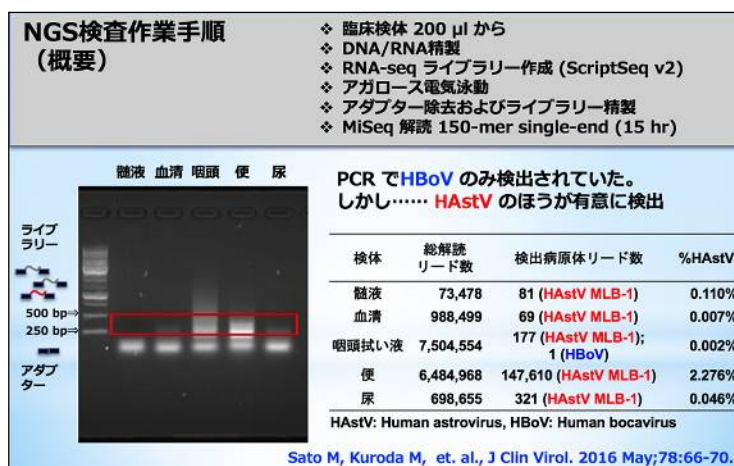 NGS検査作業手順
（概要）
❖ 臨床検体 200 μl から
❖ DNA/RNA精製
❖ RNA-seq ライブラリー作成 (ScriptSeq v2)
❖ アガロース電気泳動
❖ アダプター除去およびライブラリー精製
❖ MiSeq 解読 150-mer single-end (15 hr)
髄液 血清 咽頭 便 尿
ライブ
ラリー
500 bp⇒
250 bp⇒
アダプ
ター
PCR でHBoV のみ検出されていた。
しかし…… HAstV のほうが有意に検出
検体 総解読リード数 検出病原体リード数 %HAstV
髄液 73,478 81 (HAstV MLB-1) 0.110%
血清 988,499 69 (HAstV MLB-1) 0.007%
咽頭拭い液 7,504,554 177 (HAstV MLB-1); 1 (HBoV) 0.002%
便 6,484,968 147,610 (HAstV MLB-1) 2.276%
尿 698,655 321 (HAstV MLB-1) 0.046%
HAstV: Human astrovirus, HBoV: Human bocavirus
Sato M, Kuroda M, et. al., J Clin Virol. 2016 May;78:66-70.